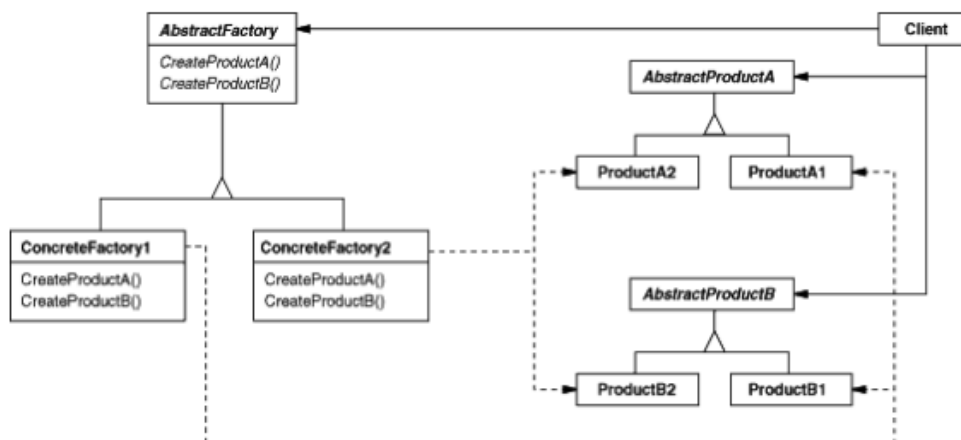 AbstractFactory
CreateProductA()
CreateProductB()
Client
AbstractProductA
ProductA2
ProductA1
ConcreteFactory1
CreateProductA()
CreateProductB()
ConcreteFactory2
CreateProductA()
CreateProductB()
AbstractProductB
ProductB2
ProductB1